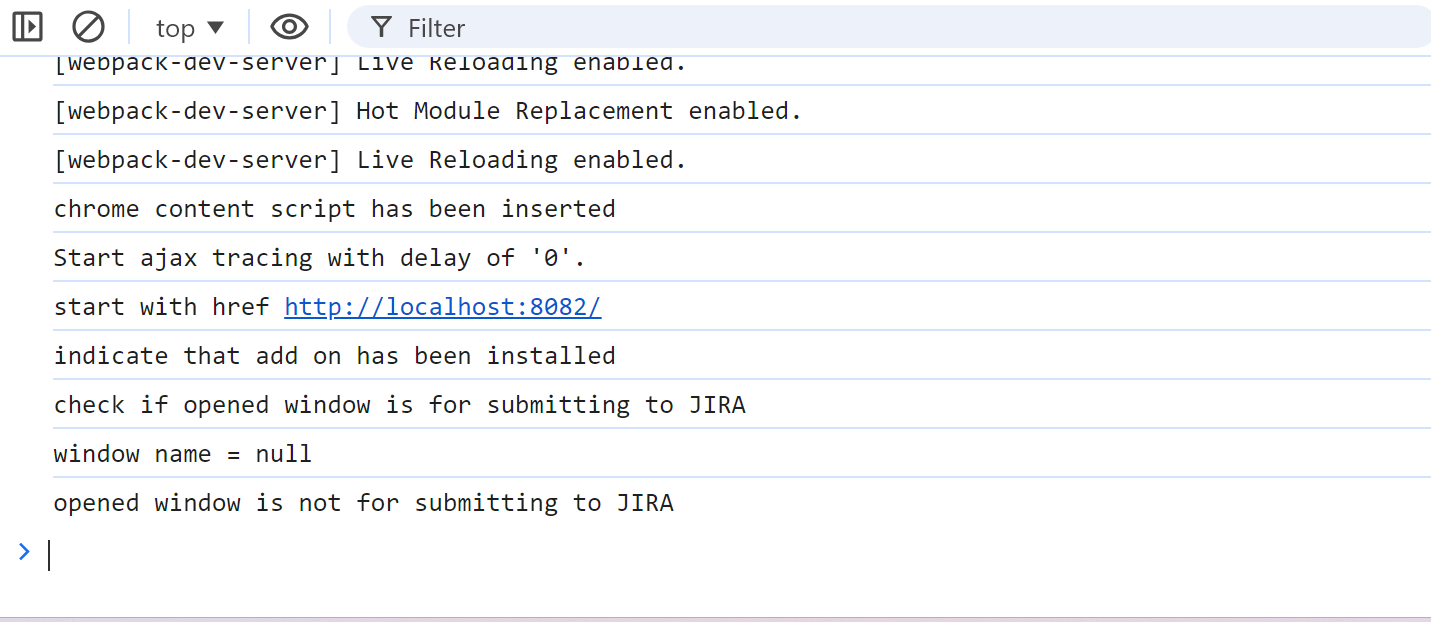 top ▼
Filter
[webpack-dev-server] Live Reloading enabled.
[webpack-dev-server] Hot Module Replacement enabled.
[webpack-dev-server] Live Reloading enabled.
chrome content script has been inserted
Start ajax tracing with delay of '0'.
start with href http://localhost:8082/
indicate that add on has been installed
check if opened window is for submitting to JIRA
window name = null
opened window is not for submitting to JIRA